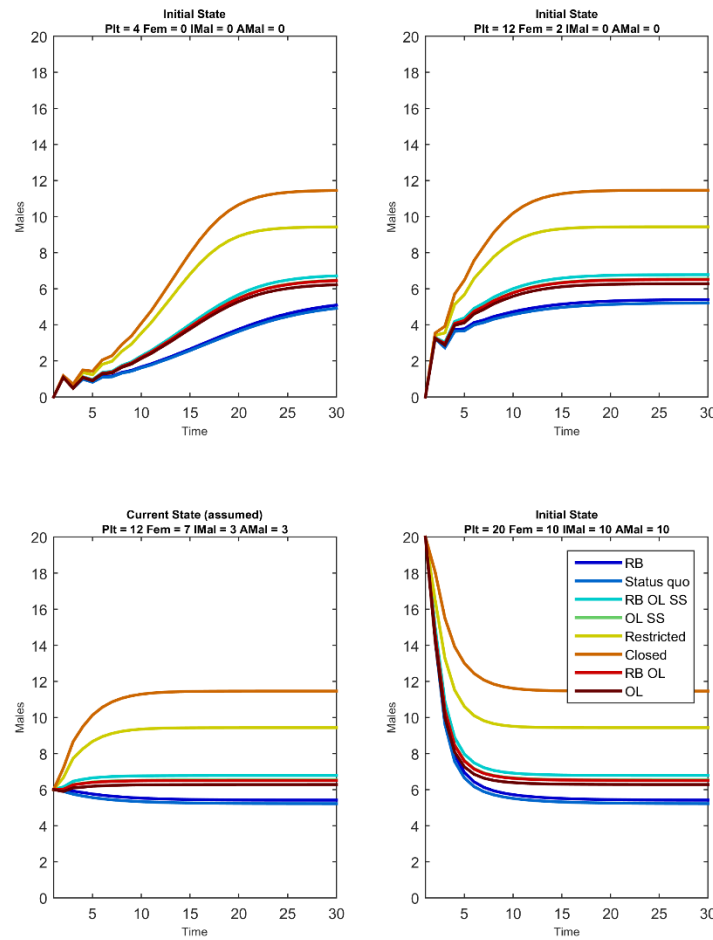 Initial State
Plt = 4 Fem = 0 IMal = 0 AMal = 0
20
18
16
14
12
10
8
6
4
2
0
Males
5
10
15
20
25
30
Time
Initial State
Plt = 12 Fem = 2 IMal = 0 AMal = 0
20
18
16
14
12
10
8
6
4
2
0
Males
5
10
15
20
25
30
Time
Current State (assumed)
Plt = 12 Fem = 7 IMal = 3 AMal = 3
20
18
16
14
12
10
8
6
4
2
0
Males
5
10
15
20
25
30
Time
Initial State
Plt = 20 Fem = 10 IMal = 10 AMal = 10
20
18
16
14
12
10
8
6
4
2
0
Males
5
10
15
20
25
30
Time
RB
Status quo
RB OL SS
OL SS
Restricted
Closed
RB OL
OL